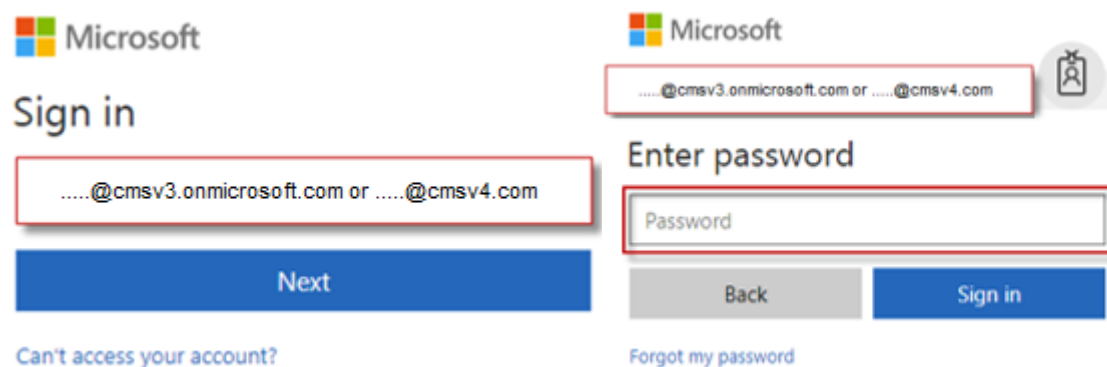 Microsoft
Sign in
.....@cmsv3.onmicrosoft.com or .....@cmsv4.com
Next
Can't access your account?
Microsoft
.....@cmsv3.onmicrosoft.com or .....@cmsv4.com
Enter password
Password
Back
Sign in
Forgot my password